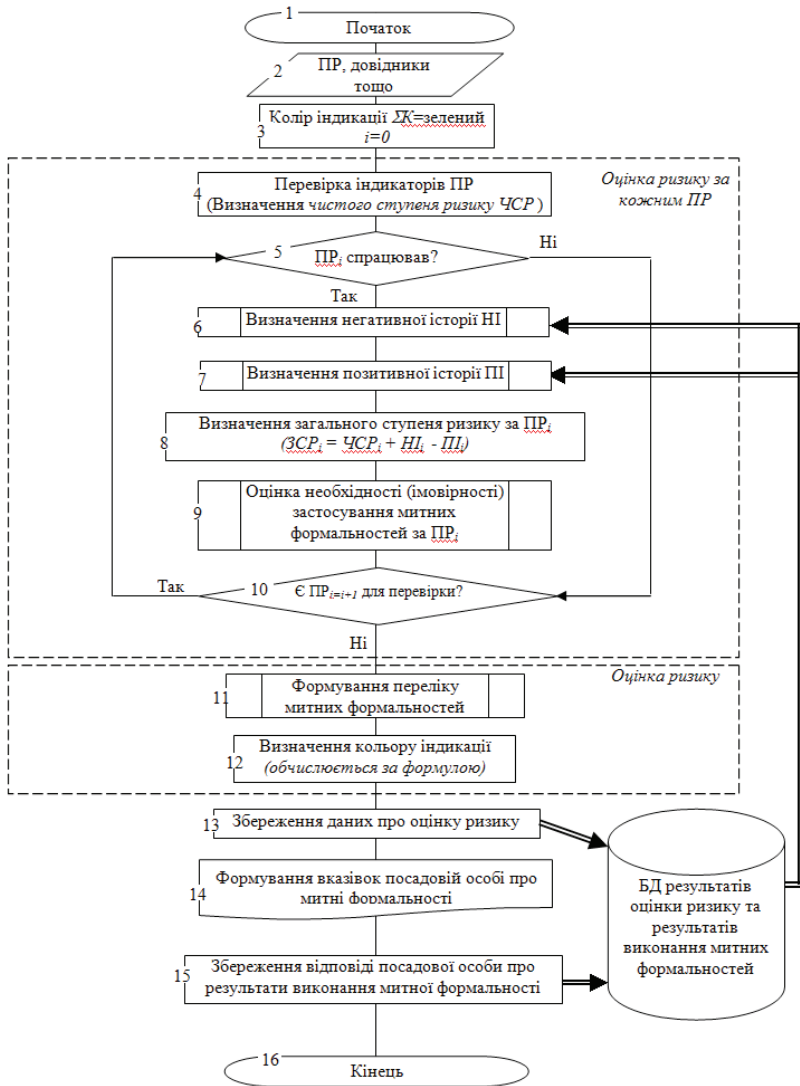 1
Початок
2
ПР, довідники
тощо
3
Колір індикації ΣК=зелений
i=0
Оцінка ризику за
кожним ПР
4
Перевірка індикаторів ПР
(Визначення чистого ступеня ризику ЧСР )
5
ПРi спрацював?
Ні
Так
6
Визначення негативної історії НІ
7
Визначення позитивної історії ПІ
8
Визначення загального ступеня ризику за ПРi
(ЗСРi = ЧСРi + НІi - ПІi)
9
Оцінка необхідності (імовірності)
застосування митних
формальностей за ПРi
Так
10
Є ПРi=i+1 для перевірки?
Ні
Оцінка ризику
11
Формування переліку
митних формальностей
12
Визначення кольору індикації
(обчислюється за формулою)
13
Збереження даних про оцінку ризику
14
Формування вказівок посадовій особі про
митні формальності
БД результатів
оцінки ризику та
результатів
виконання митних
формальностей
15
Збереження відповіді посадової особи про
результати виконання митної формальності
16
Кінець